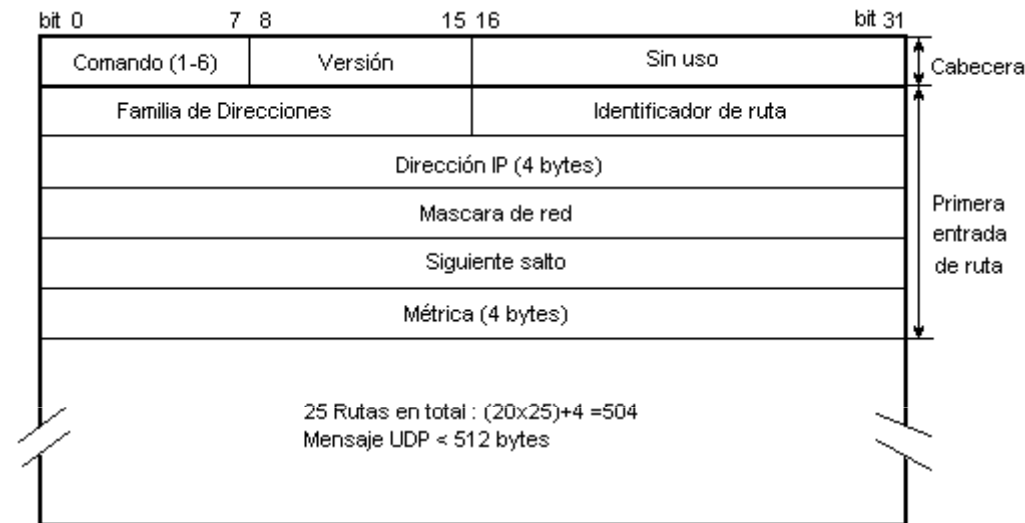 bit 0 7 8 15 16 bit 31
Comando (1-6) Versión Sin uso Cabecera
Familia de Direcciones Identificador de ruta
Dirección IP (4 bytes)
Mascara de red
Siguiente salto
Métrica (4 bytes)
Primera
entrada
de ruta
25 Rutas en total : (20x25)+4 =504
Mensaje UDP < 512 bytes